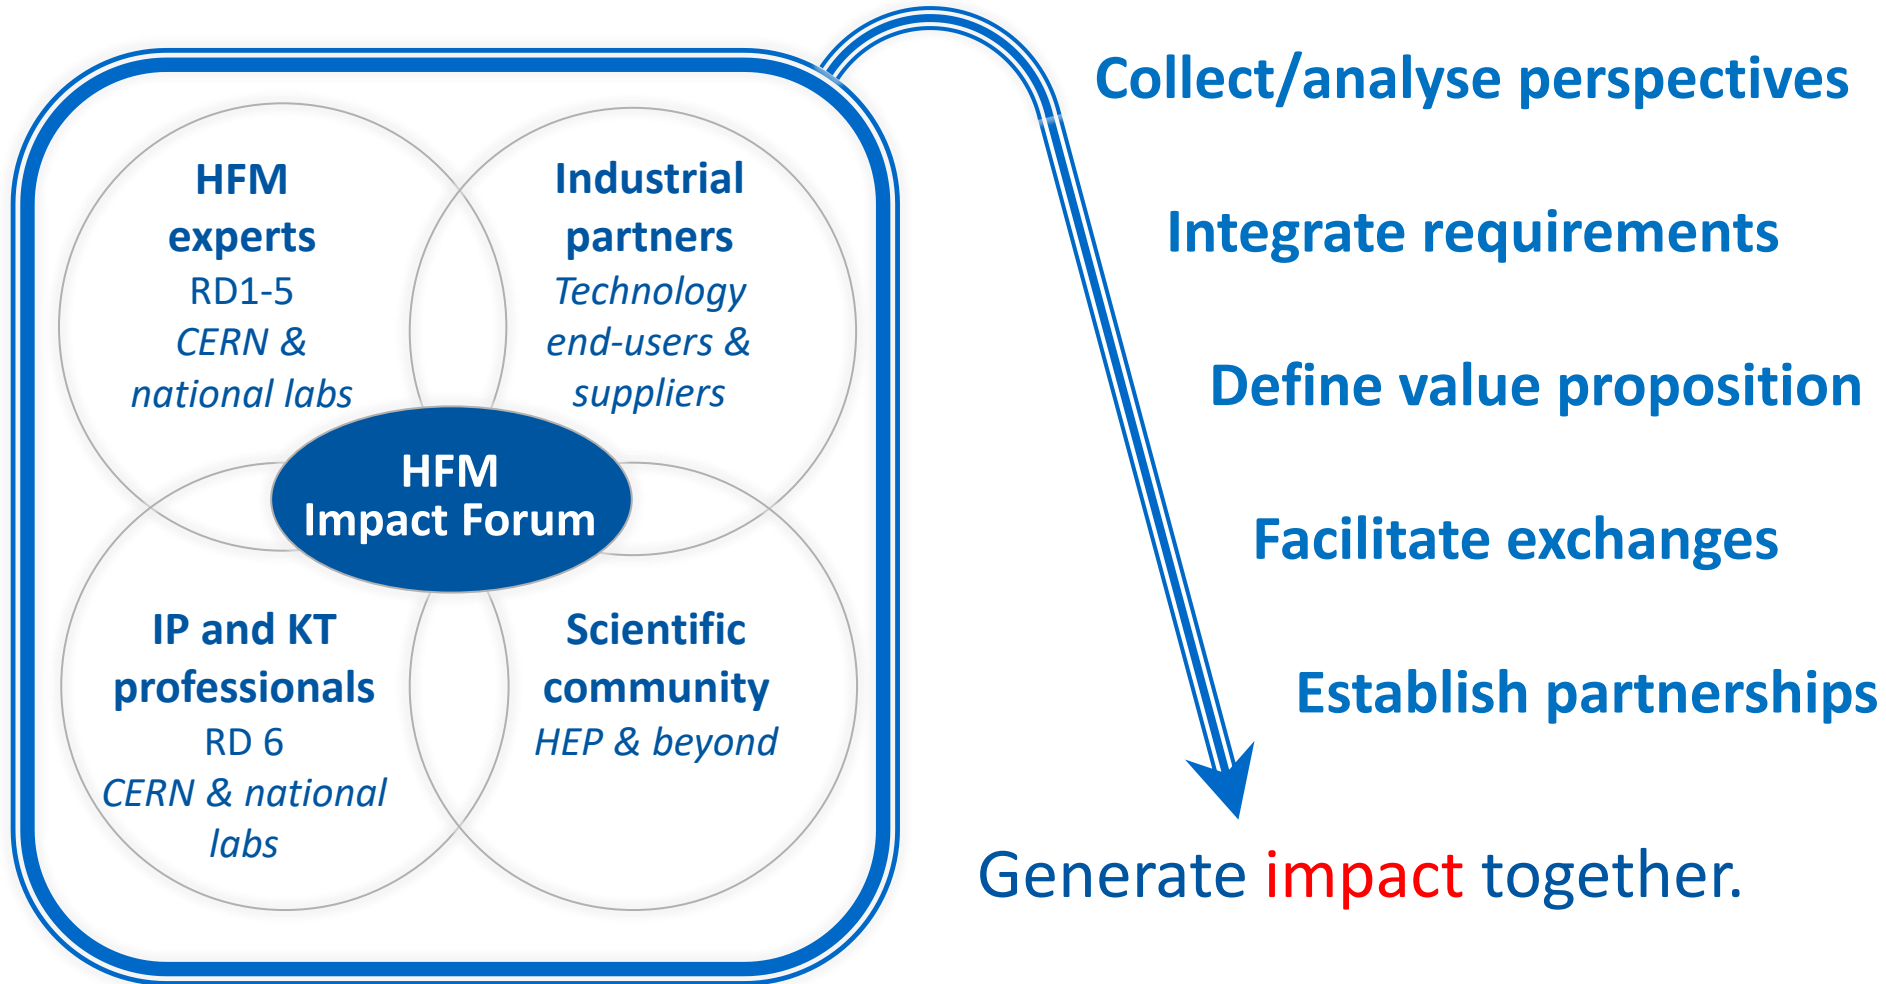 HFM
experts
RD1-5
CERN &
national labs
Industrial
partners
Technology
end-users &
suppliers
HFM
Impact Forum
IP and KT
professionals
RD 6
CERN & national
labs
Scientific
community
HEP & beyond
Collect/analyse perspectives
Integrate requirements
Define value proposition
Facilitate exchanges
Establish partnerships
Generate impact together.